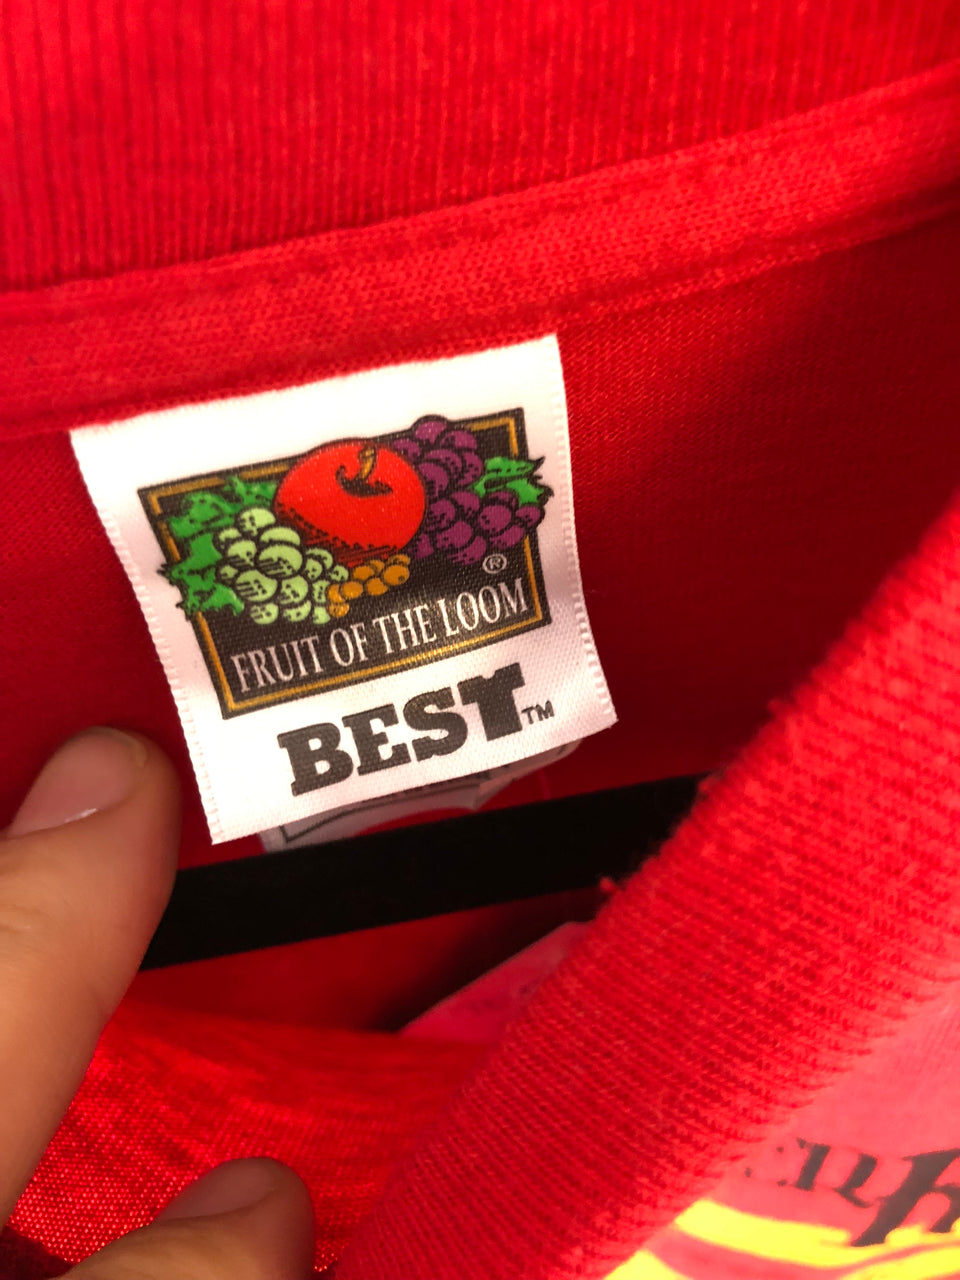 ®
FRUIT OF THE LOOM
BEST™